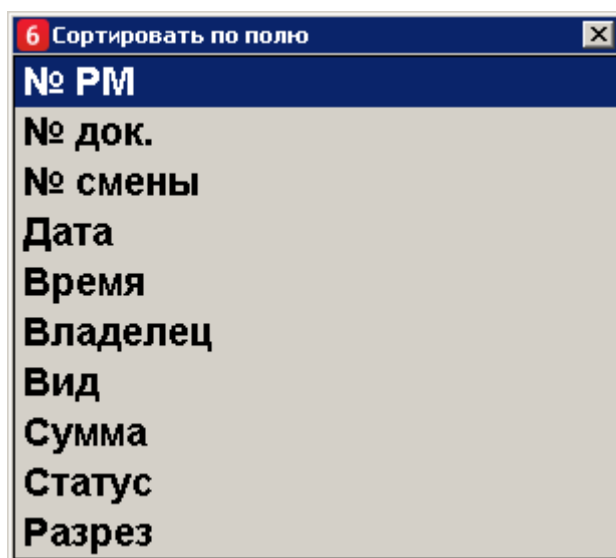 6 Сортировать по полю
№ РМ
№ док.
№ смены
Дата
Время
Владелец
Вид
Сумма
Статус
Разрез